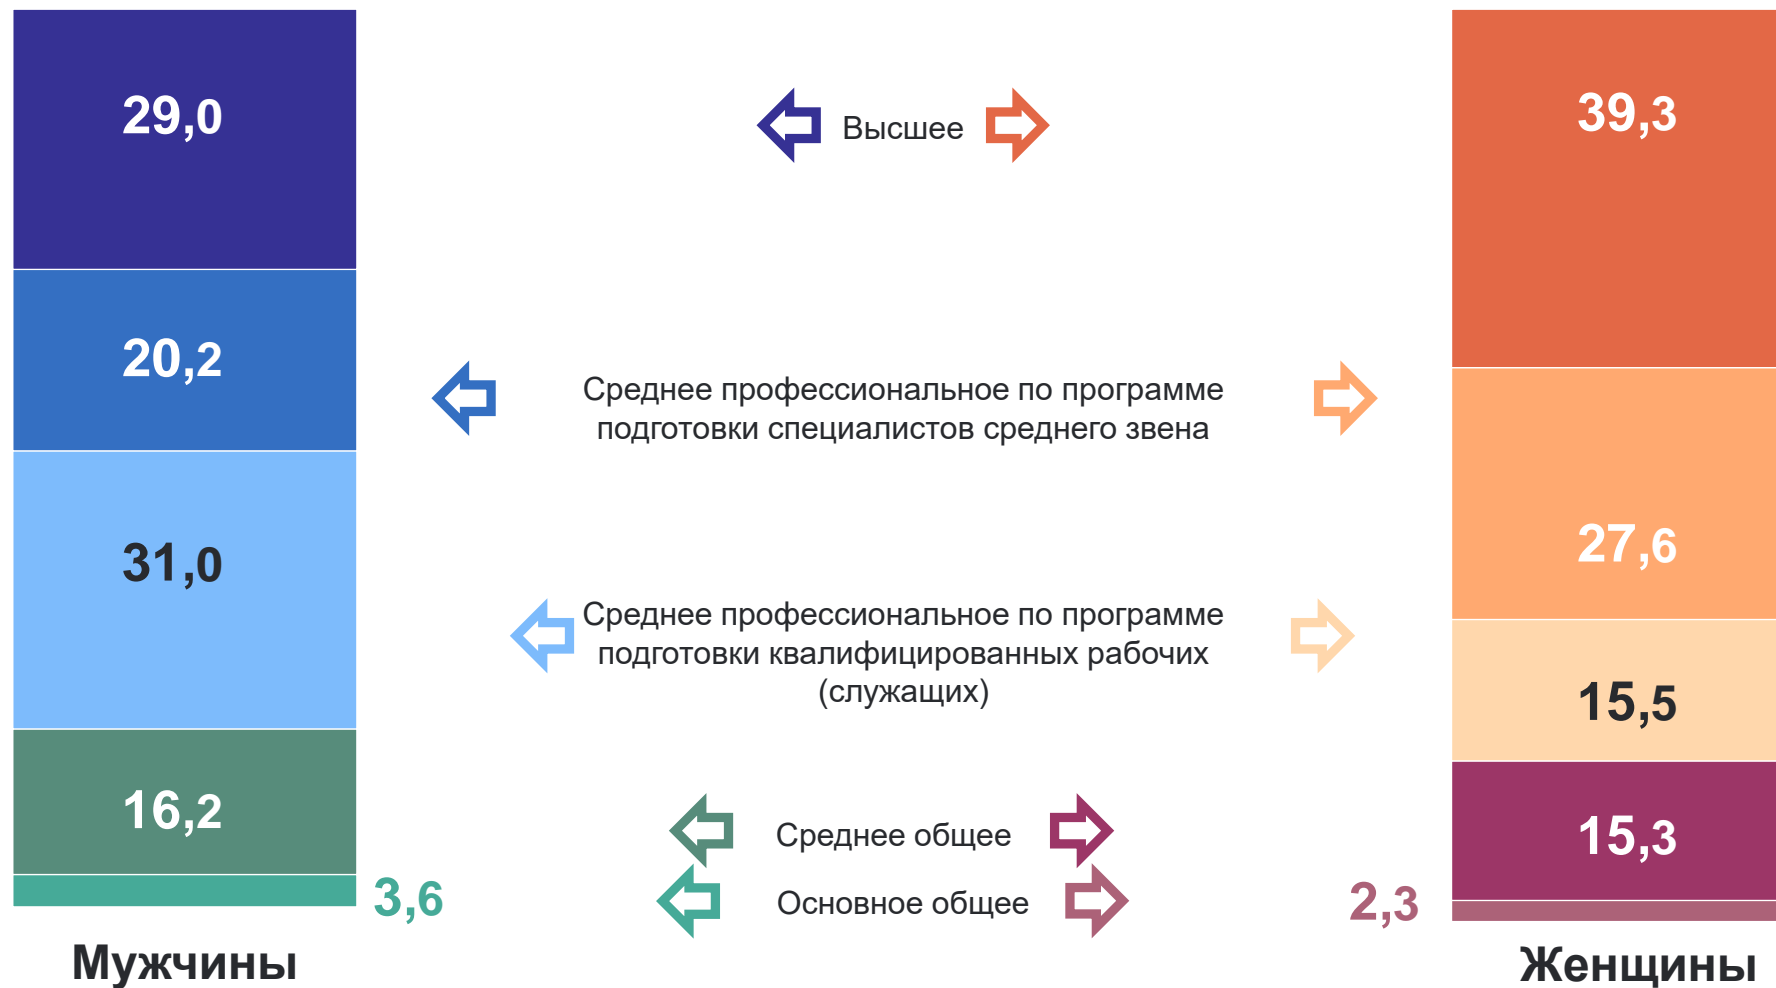 29,0
20,2
31,0
16,2
3,6
Мужчины
Высшее
Среднее профессиональное по программе
подготовки специалистов среднего звена
Среднее профессиональное по программе
подготовки квалифицированных рабочих
(служащих)
Среднее общее
Основное общее
39,3
27,6
15,5
15,3
2,3
Женщины